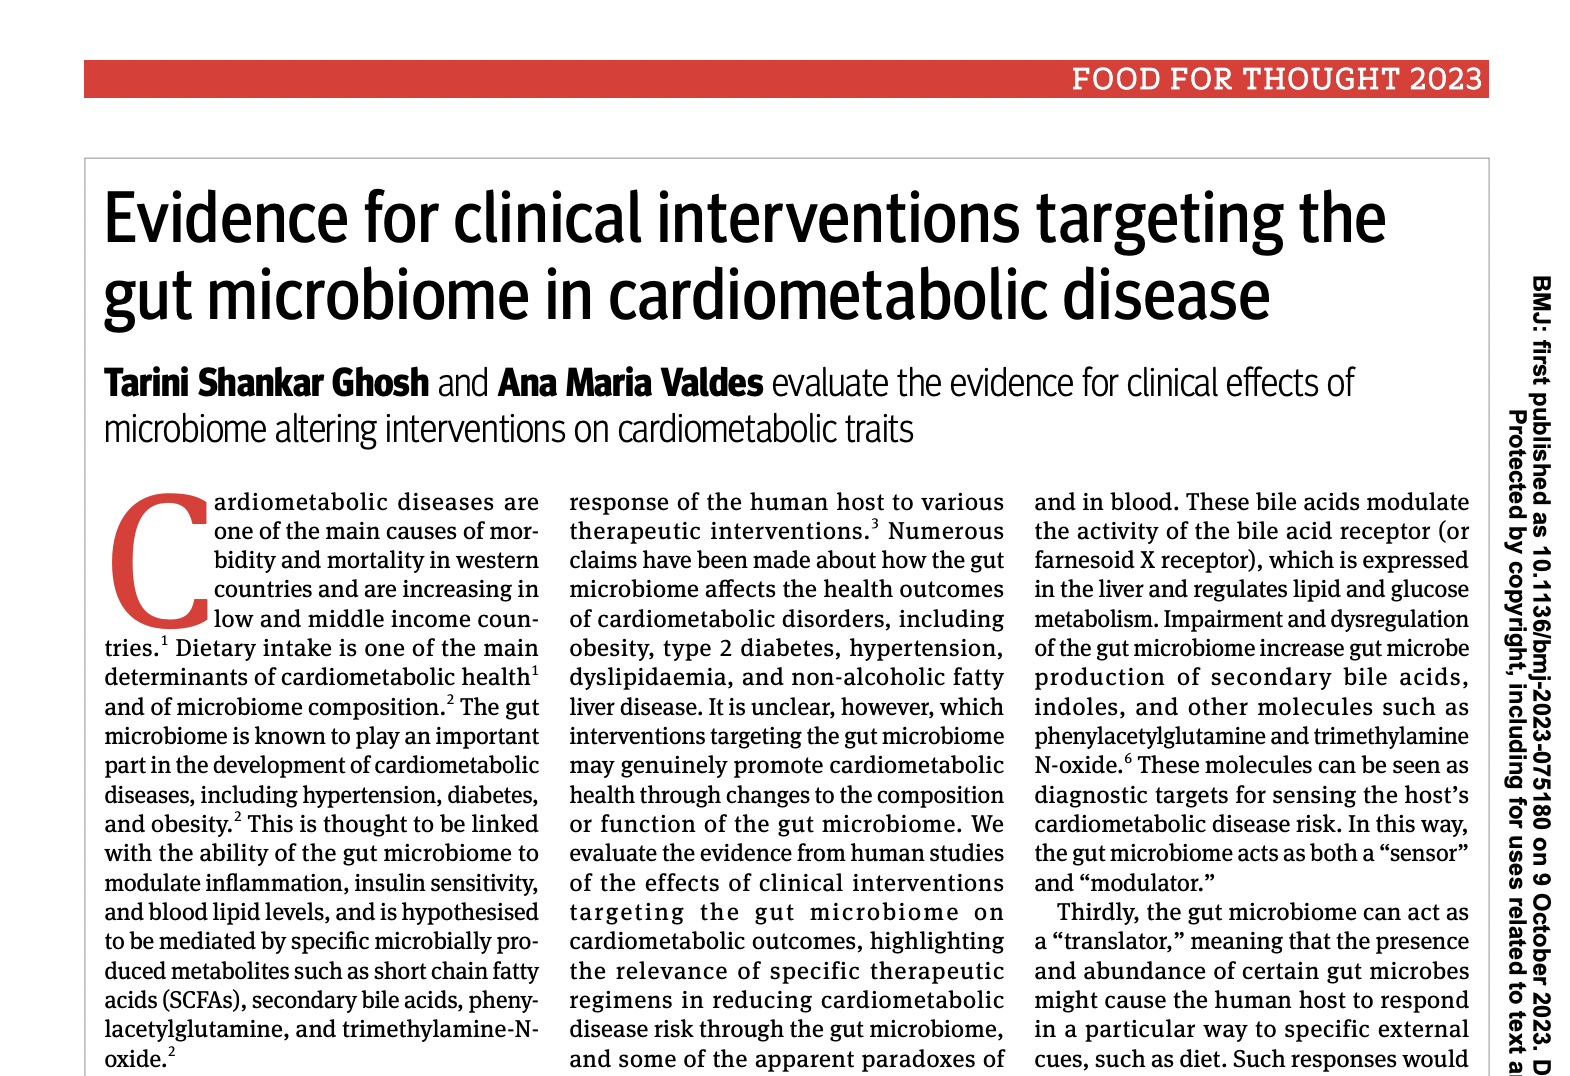 FOOD FOR THOUGHT 2023
Evidence for clinical interventions targeting the
gut microbiome in cardiometabolic disease
Tarini Shankar Ghosh and Ana Maria Valdes evaluate the evidence for clinical effects of
microbiome altering interventions on cardiometabolic traits
Cardiometabolic diseases are
one of the main causes of mor-
bidity and mortality in western
countries and are increasing in
low and middle income coun-
tries.1 Dietary intake is one of the main
determinants of cardiometabolic health1
and of microbiome composition.2 The gut
microbiome is known to play an important
part in the development of cardiometabolic
diseases, including hypertension, diabetes,
and obesity.2 This is thought to be linked
with the ability of the gut microbiome to
modulate inflammation, insulin sensitivity,
and blood lipid levels, and is hypothesised
to be mediated by specific microbially pro-
duced metabolites such as short chain fatty
acids (SCFAs), secondary bile acids, pheny-
lacetylglutamine, and trimethylamine-N-
oxide.2
response of the human host to various
therapeutic interventions.3 Numerous
claims have been made about how the gut
microbiome affects the health outcomes
of cardiometabolic disorders, including
obesity, type 2 diabetes, hypertension,
dyslipidaemia, and non-alcoholic fatty
liver disease. It is unclear, however, which
interventions targeting the gut microbiome
may genuinely promote cardiometabolic
health through changes to the composition
or function of the gut microbiome. We
evaluate the evidence from human studies
of the effects of clinical interventions
targeting the gut microbiome on
cardiometabolic outcomes, highlighting
the relevance of specific therapeutic
regimens in reducing cardiometabolic
disease risk through the gut microbiome,
and some of the apparent paradoxes of
and in blood. These bile acids modulate
the activity of the bile acid receptor (or
farnesoid X receptor), which is expressed
in the liver and regulates lipid and glucose
metabolism. Impairment and dysregulation
of the gut microbiome increase gut microbe
production of secondary bile acids,
indoles, and other molecules such as
phenylacetylglutamine and trimethylamine
N-oxide.6 These molecules can be seen as
diagnostic targets for sensing the host's
cardiometabolic disease risk. In this way,
the gut microbiome acts as both a “sensor”
and “modulator.”
Thirdly, the gut microbiome can act as
a “translator,” meaning that the presence
and abundance of certain gut microbes
might cause the human host to respond
in a particular way to specific external
cues, such as diet. Such responses would
BMJ: first published as 10.1136/bmj-2023-075180 on 9 October 2023. D
Protected by copyright, including for uses related to text a